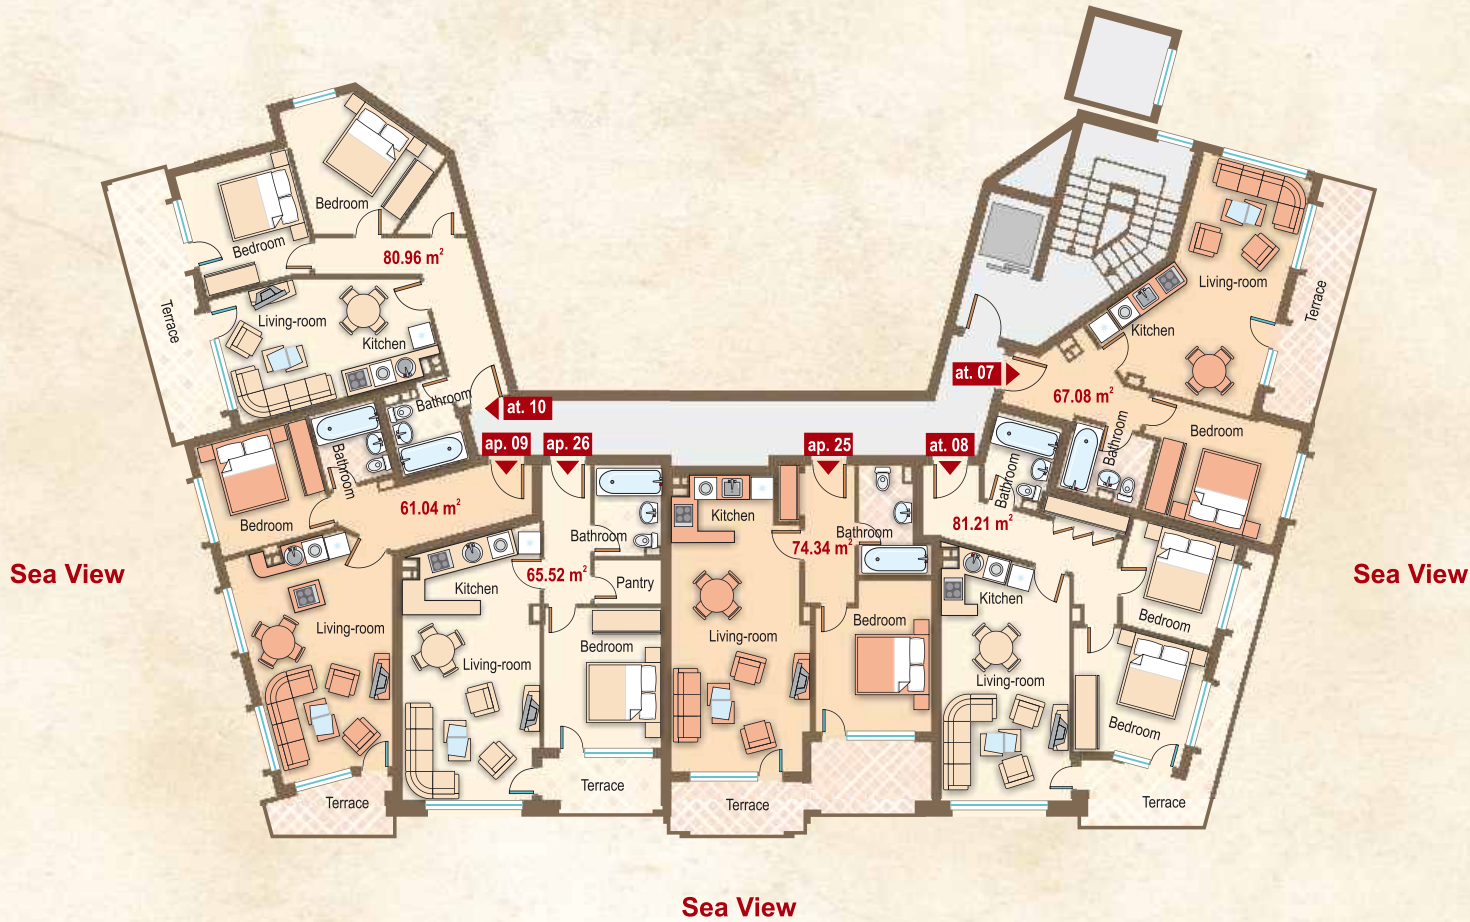 Bedroom
Bedroom
80.96 m²
Terrace
Living-room
Kitchen
Bathroom
at. 10
Living-room
Terrace
Kitchen
at. 07
67.08 m²
Bathroom
Bedroom
ap. 09
ap. 26
ap. 25
at. 08
Bathroom
Bedroom
61.04 m²
Living-room
Terrace
Bathroom
65.52 m²
Pantry
Kitchen
Living-room
Bedroom
Terrace
Kitchen
74.34 m²
Bathroom
Living-room
Bedroom
Terrace
Bathroom
81.21 m²
Kitchen
Living-room
Bedroom
Bedroom
Terrace
Sea View
Sea View
Sea View